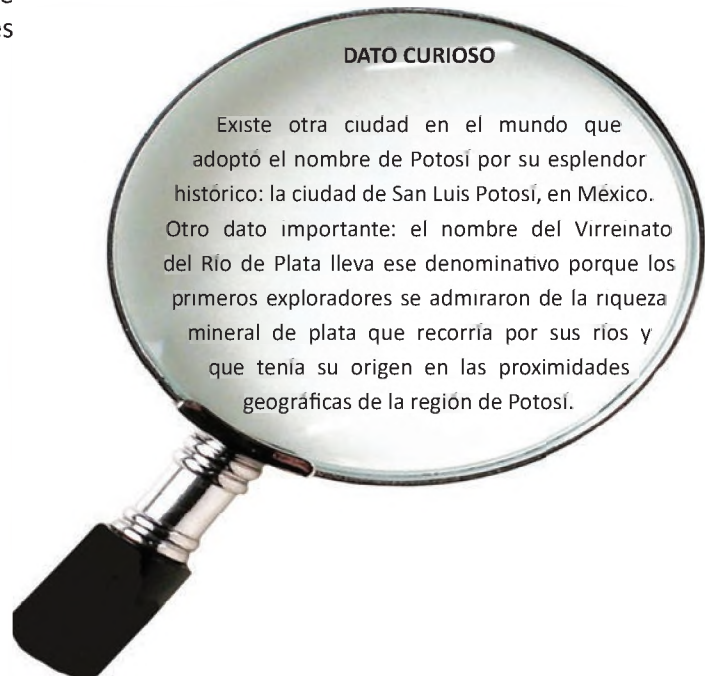 es
DATO CURIOSO
Existe otra ciudad en el mundo que
adoptó el nombre de Potosí por su esplendor
histórico: la ciudad de San Luis Potosí, en México.
Otro dato importante: el nombre del Virreinato
del Río de Plata lleva ese denominativo porque los
primeros exploradores se admiraron de la riqueza
mineral de plata que recorría por sus ríos y
que tenía su origen en las proximidades
geográficas de la región de Potosí.